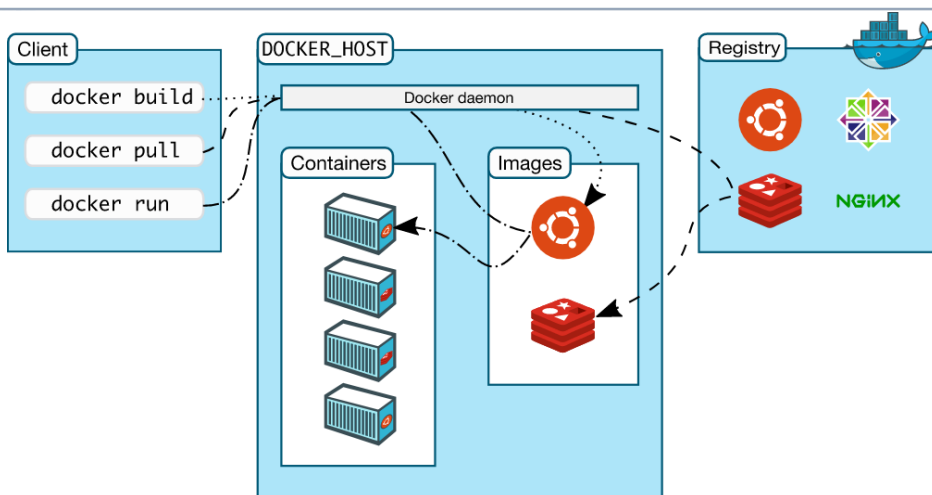 Client
docker build
docker pull
docker run
DOCKER_HOST
Docker daemon
Containers
Images
Registry
NGiNX